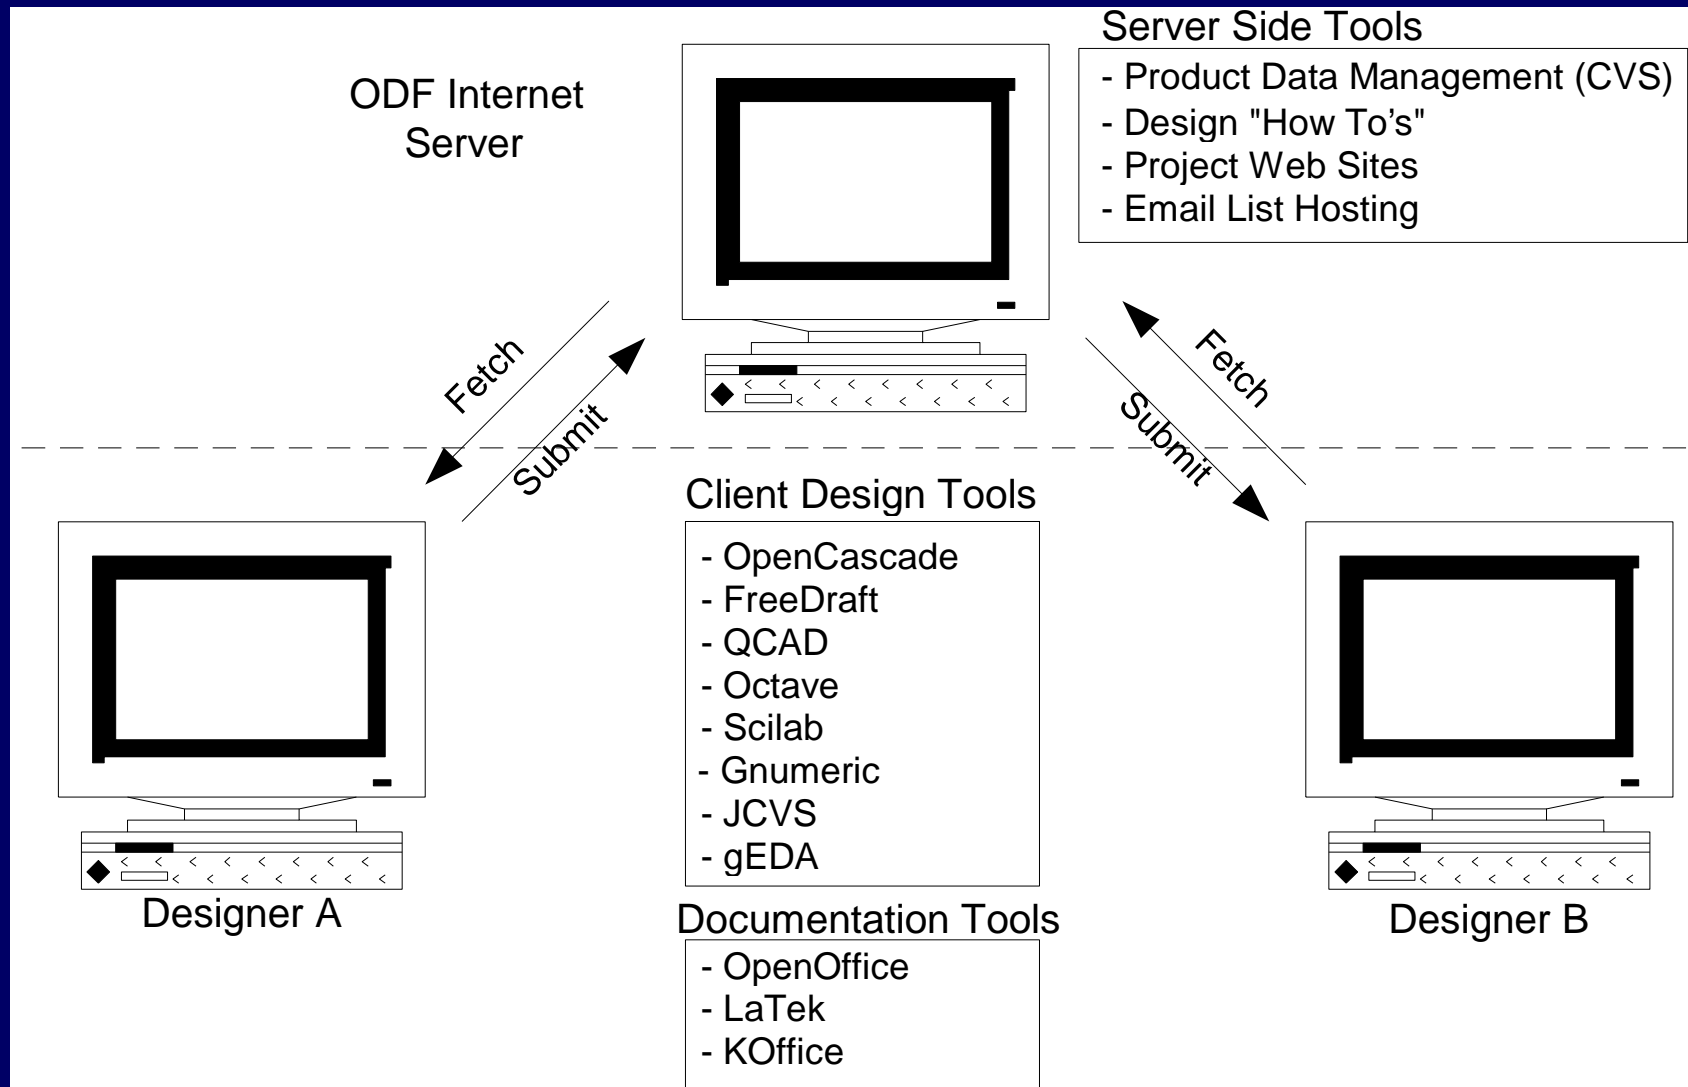 Server Side Tools
ODF Internet
Server
- Product Data Management (CVS)
- Design "How To’s"
- Project Web Sites
- Email List Hosting
Fetch
Submit
Fetch
Submit
Client Design Tools
- OpenCascade
- FreeDraft
- QCAD
- Octave
- Scilab
- Gnumeric
- JCVS
- gEDA
Designer A
Designer B
Documentation Tools
- OpenOffice
- LaTek
- KOffice